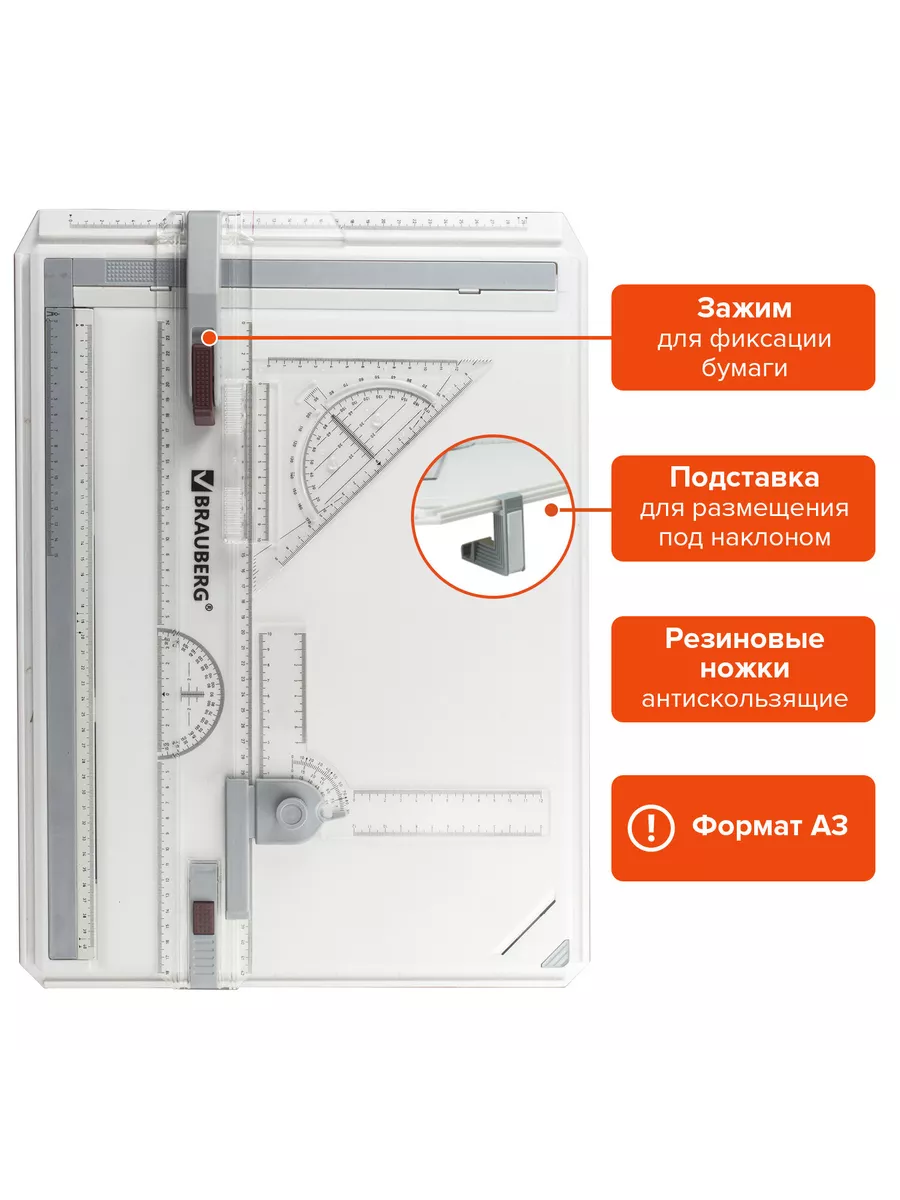 Зажим
для фиксации
бумаги
Подставка
для размещения
под наклоном
BRAUBERG®
Резиновые
ножки
антискользящие
! Формат А3